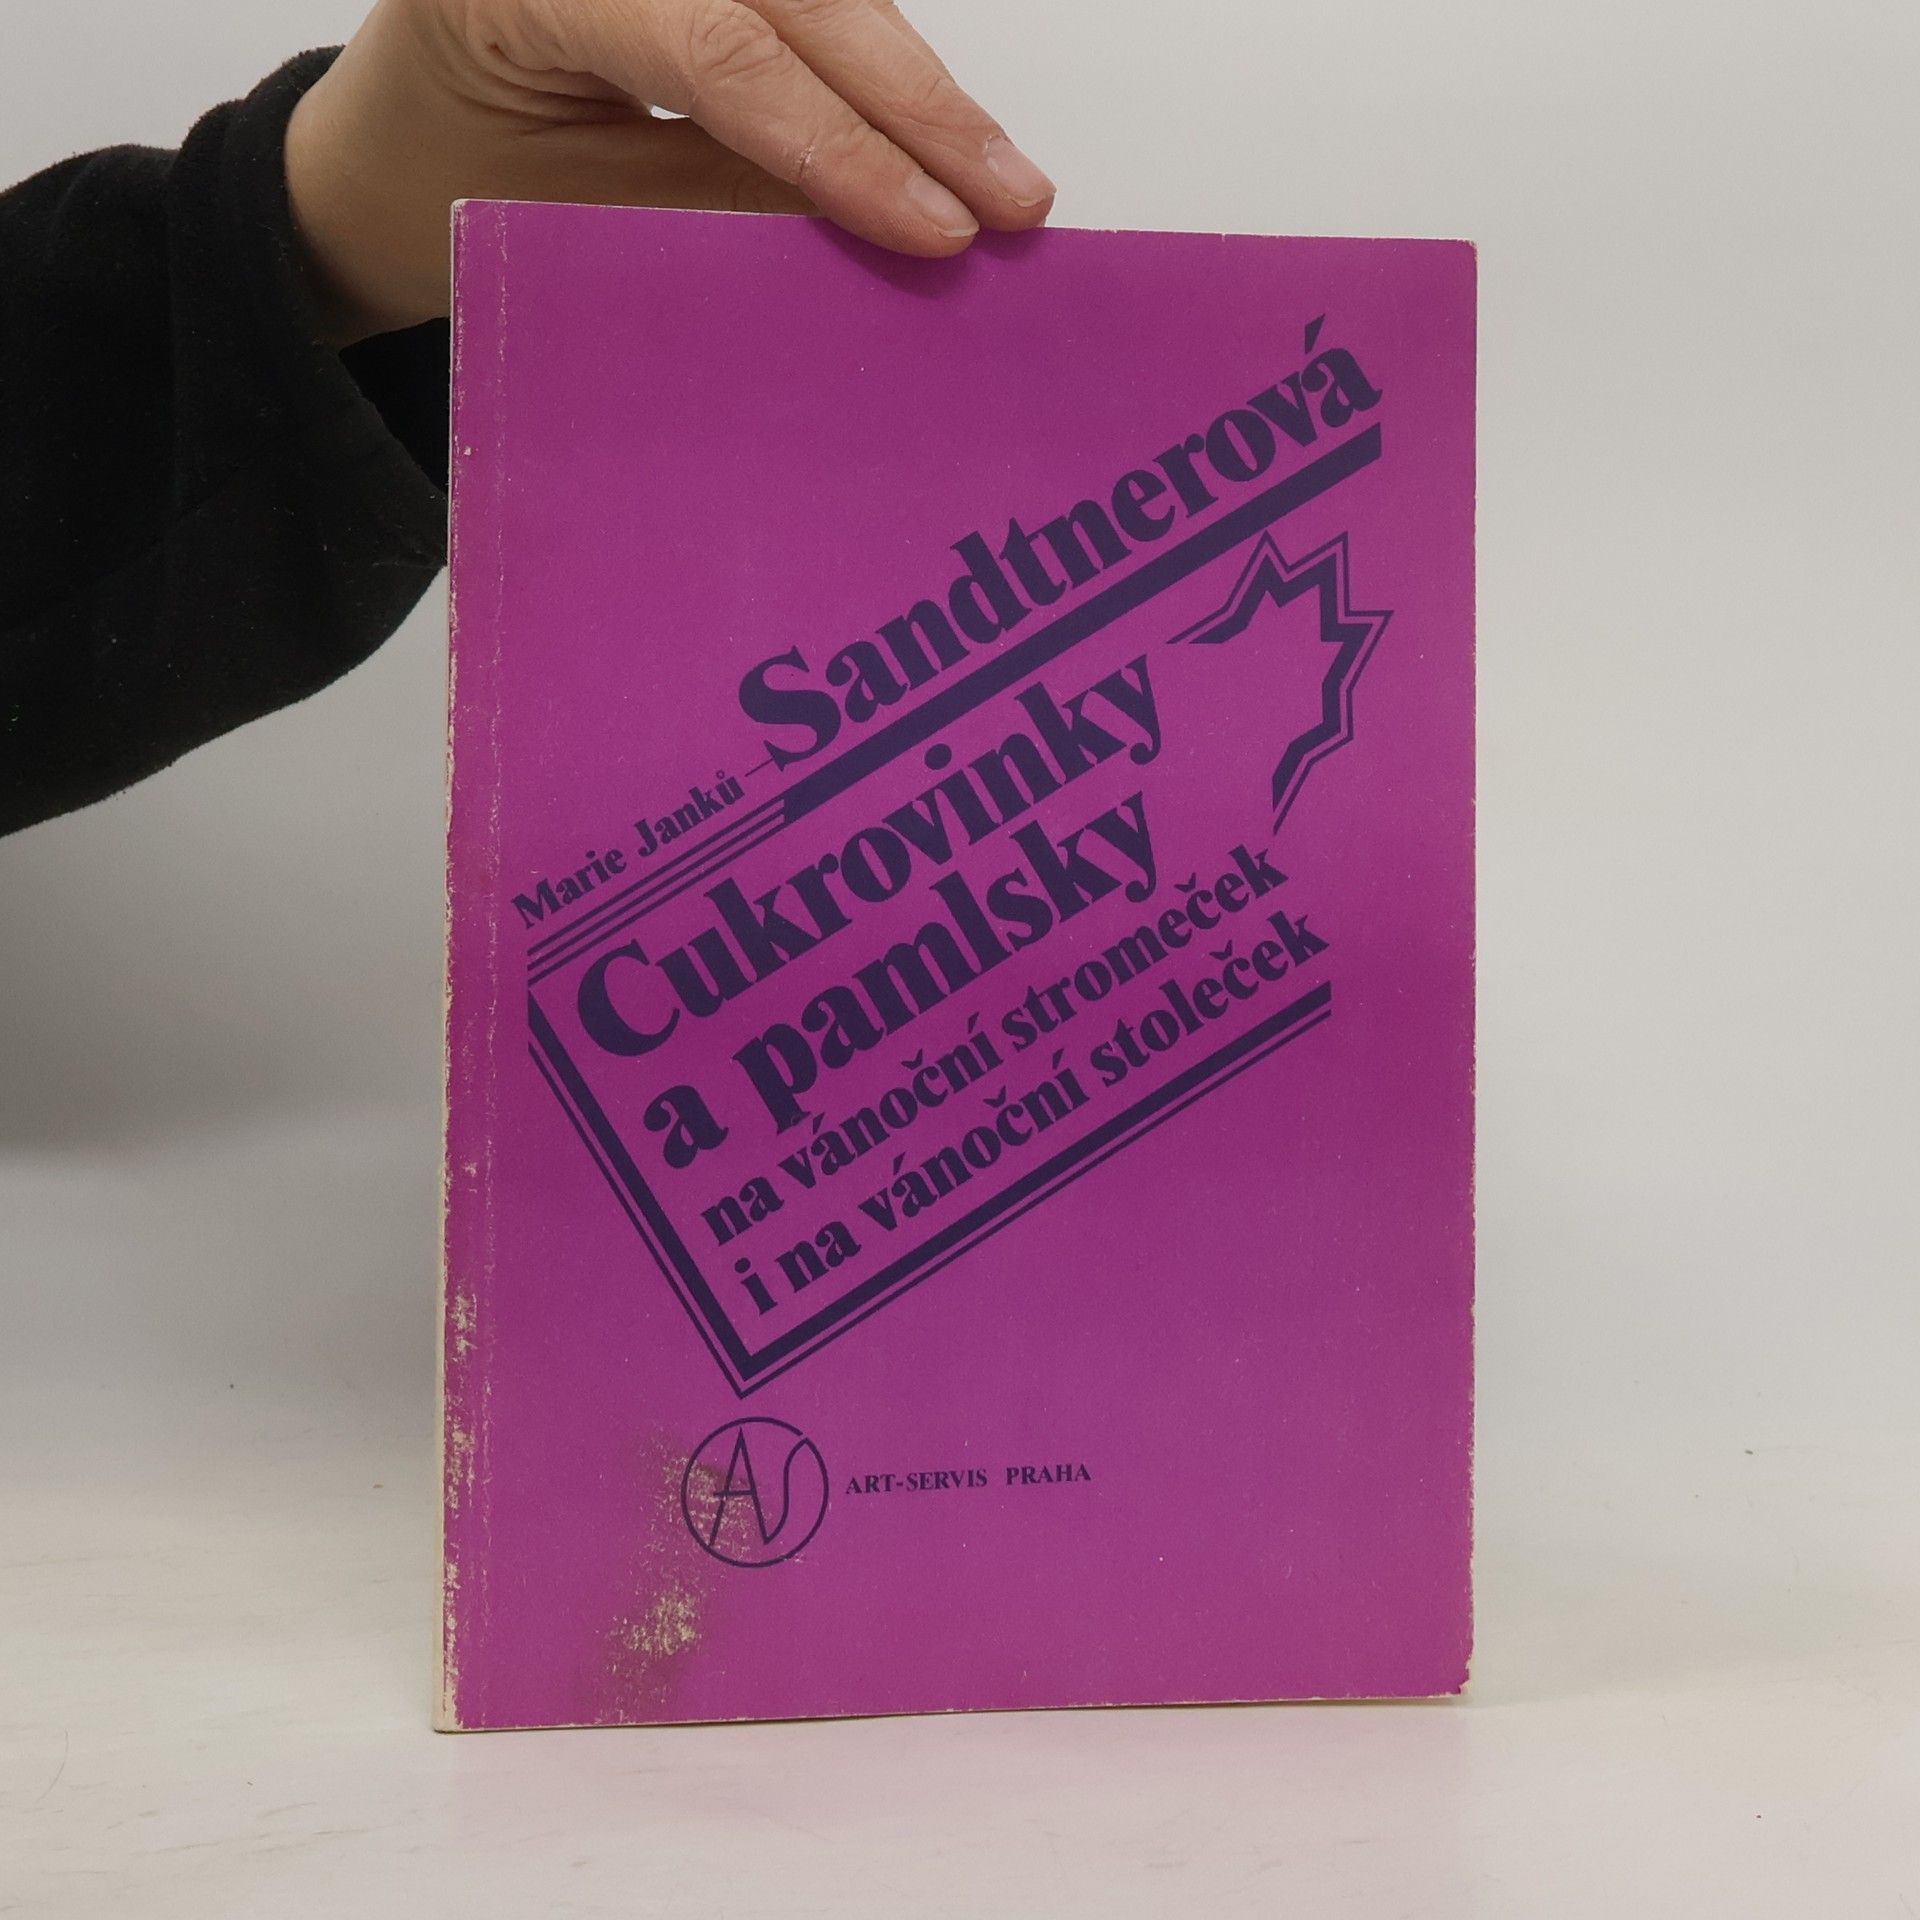 Marie Janků–Sandtnerová
Cukrovinky
a pamlsky
na vánoční stromeček
i na vánoční stoleček
AS
ART-SERVIS PRAHA